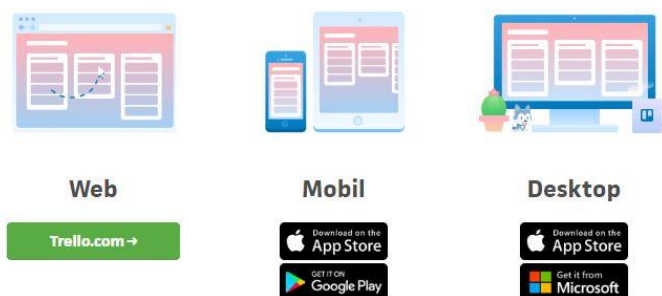 Web
Mobil
Desktop
Trello.com →
Download on the
App Store
GET IT ON
Google Play
Download on the
App Store
Get it from
Microsoft